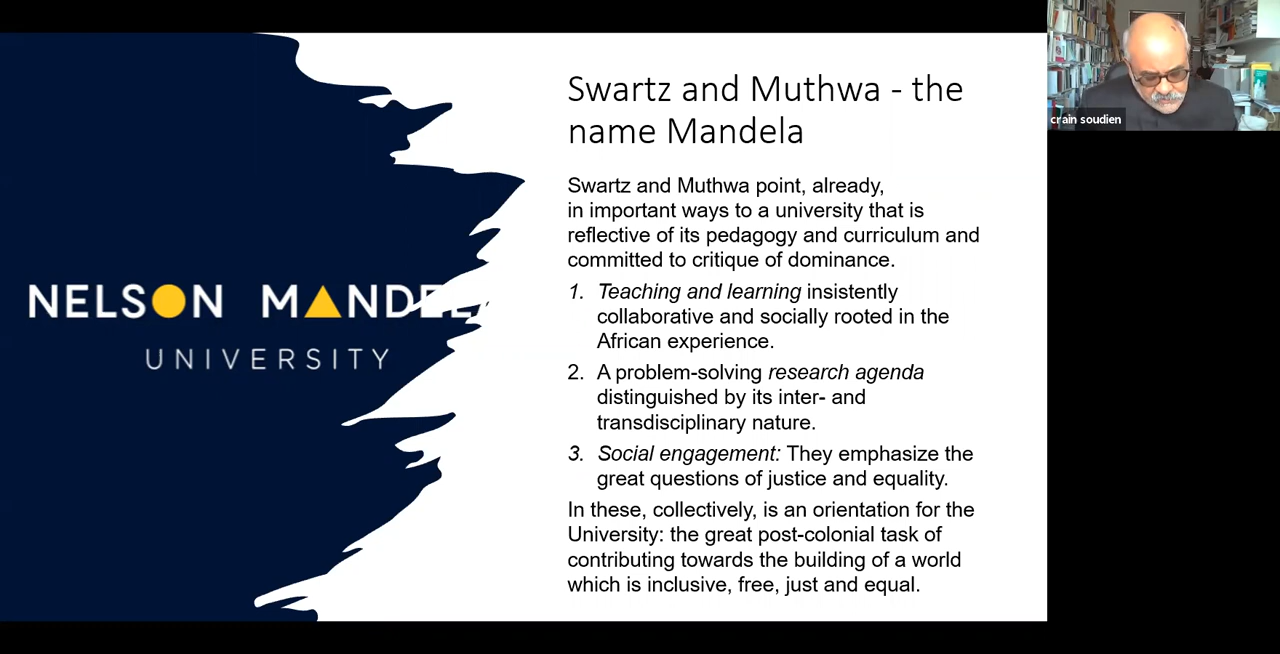 Swartz and Muthwa - the
name Mandela
Swartz and Muthwa point, already,
in important ways to a university that is
reflective of its pedagogy and curriculum and
committed to critique of dominance.
1. Teaching and learning insistently
collaborative and socially rooted in the
African experience.
2. A problem-solving research agenda
distinguished by its inter- and
transdisciplinary nature.
3. Social engagement: They emphasize the
great questions of justice and equality.
In these, collectively, is an orientation for the
University: the great post-colonial task of
contributing towards the building of a world
which is inclusive, free, just and equal.
NELSON MANDELA
UNIVERSITY
crain soudien